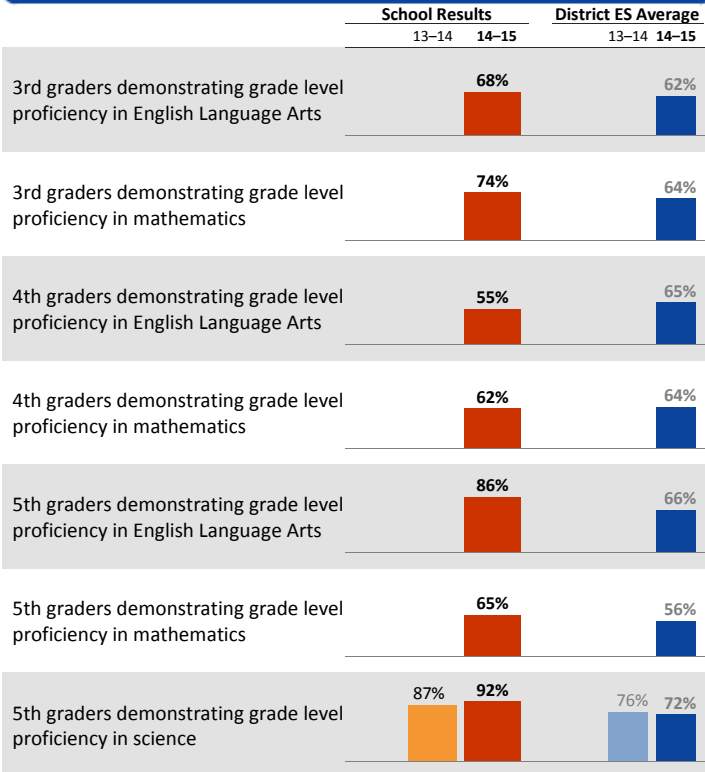 School Results District ES Average
13–14 14–15 13–14 14–15
3rd graders demonstrating grade level
proficiency in English Language Arts
68% 62%
3rd graders demonstrating grade level
proficiency in mathematics
74% 64%
4th graders demonstrating grade level
proficiency in English Language Arts
55% 65%
4th graders demonstrating grade level
proficiency in mathematics
62% 64%
5th graders demonstrating grade level
proficiency in English Language Arts
86% 66%
5th graders demonstrating grade level
proficiency in mathematics
65% 56%
5th graders demonstrating grade level
proficiency in science
87% 92% 76% 72%